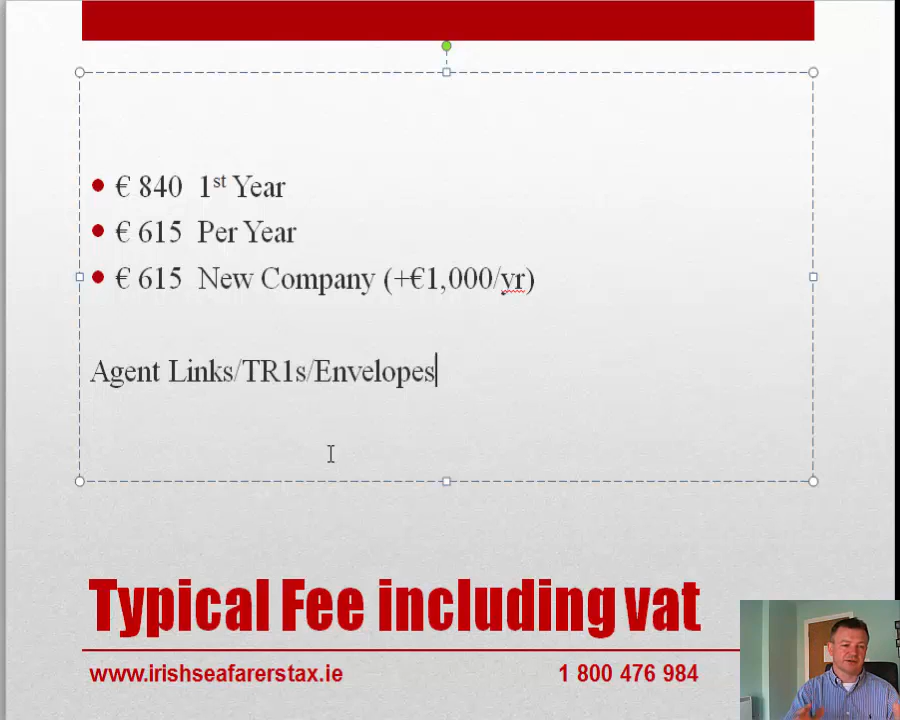 • € 840 1st Year
• € 615 Per Year
• € 615 New Company (+€1,000/yr)
Agent Links/TR1s/Envelopes
Typical Fee including vat
www.irishseafarerstax.ie 1 800 476 984